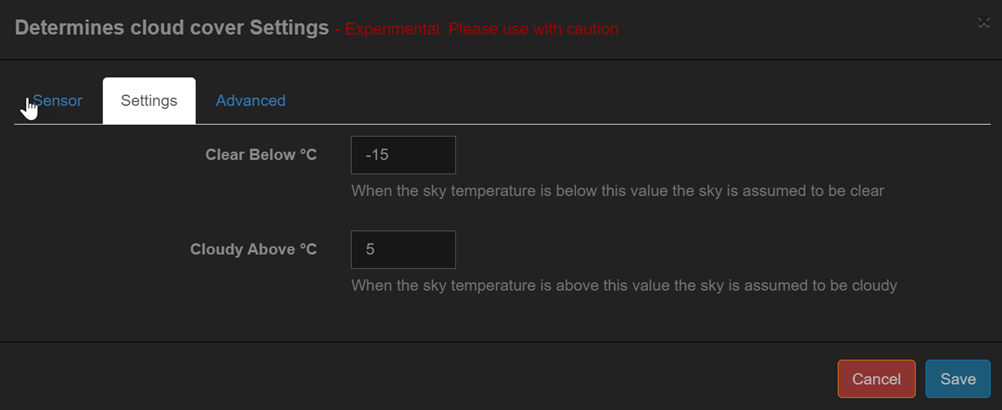 Determines cloud cover Settings - Experimental. Please use with caution ×
Sensor Settings Advanced
Clear Below °C -15
When the sky temperature is below this value the sky is assumed to be clear
Cloudy Above °C 5
When the sky temperature is above this value the sky is assumed to be cloudy
Cancel Save